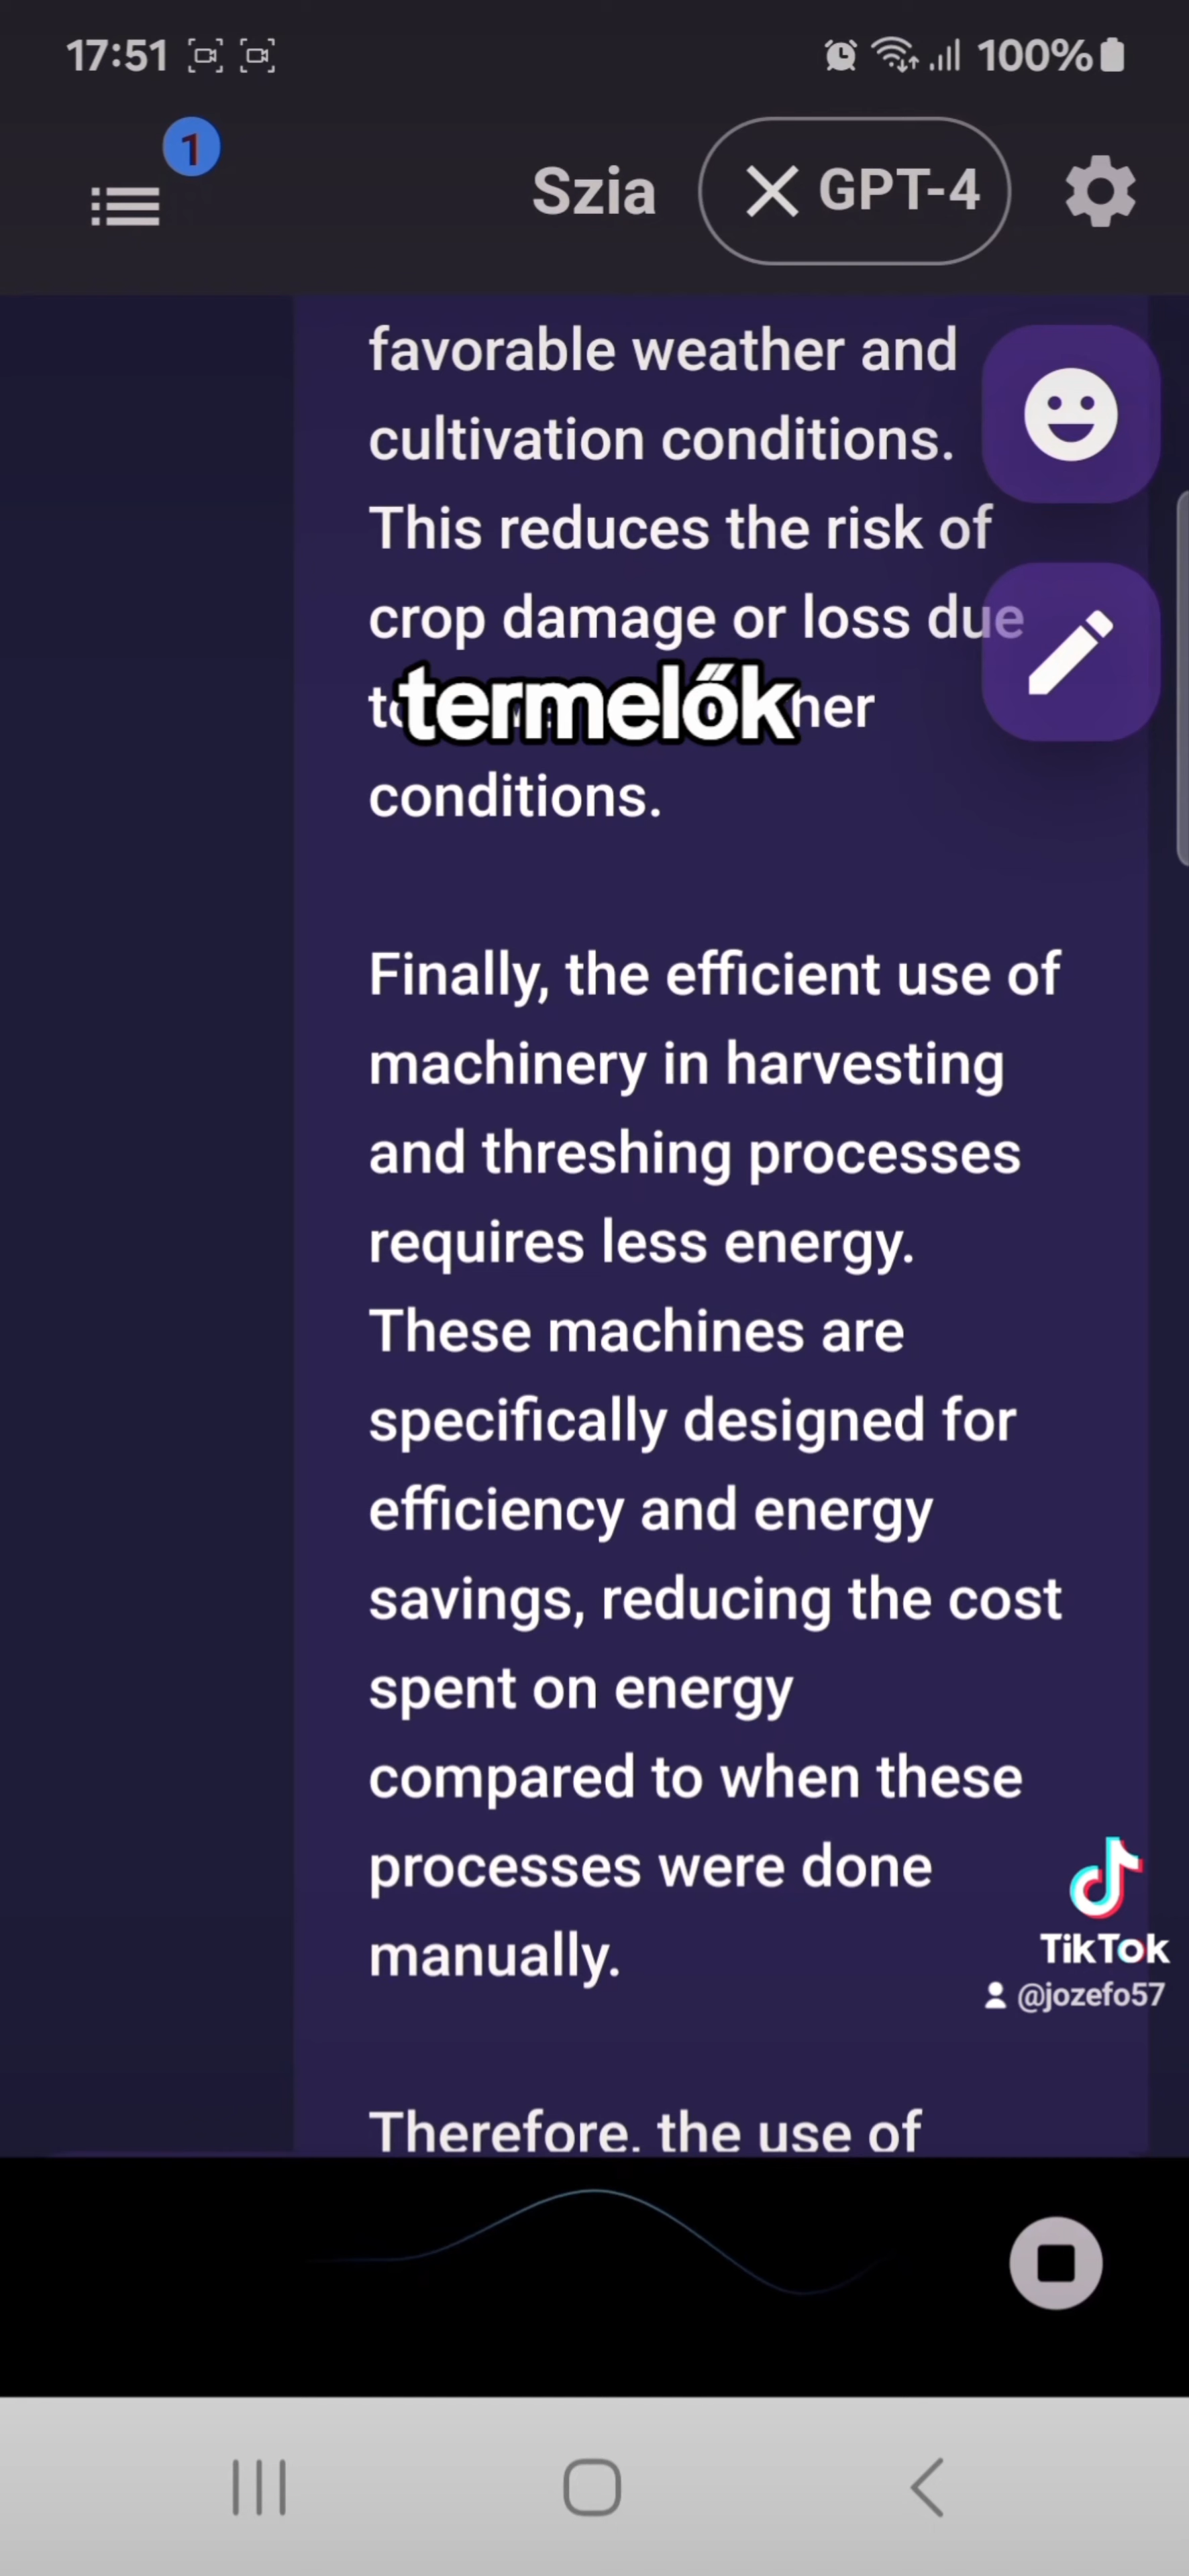 17:51
100%
1
Szia
GPT-4
favorable weather and
cultivation conditions.
This reduces the risk of
crop damage or loss due
termelők
conditions.
Finally, the efficient use of
machinery in harvesting
and threshing processes
requires less energy.
These machines are
specifically designed for
efficiency and energy
savings, reducing the cost
spent on energy
compared to when these
processes were done
manually.
TikTok
@jozefo57
Therefore, the use of